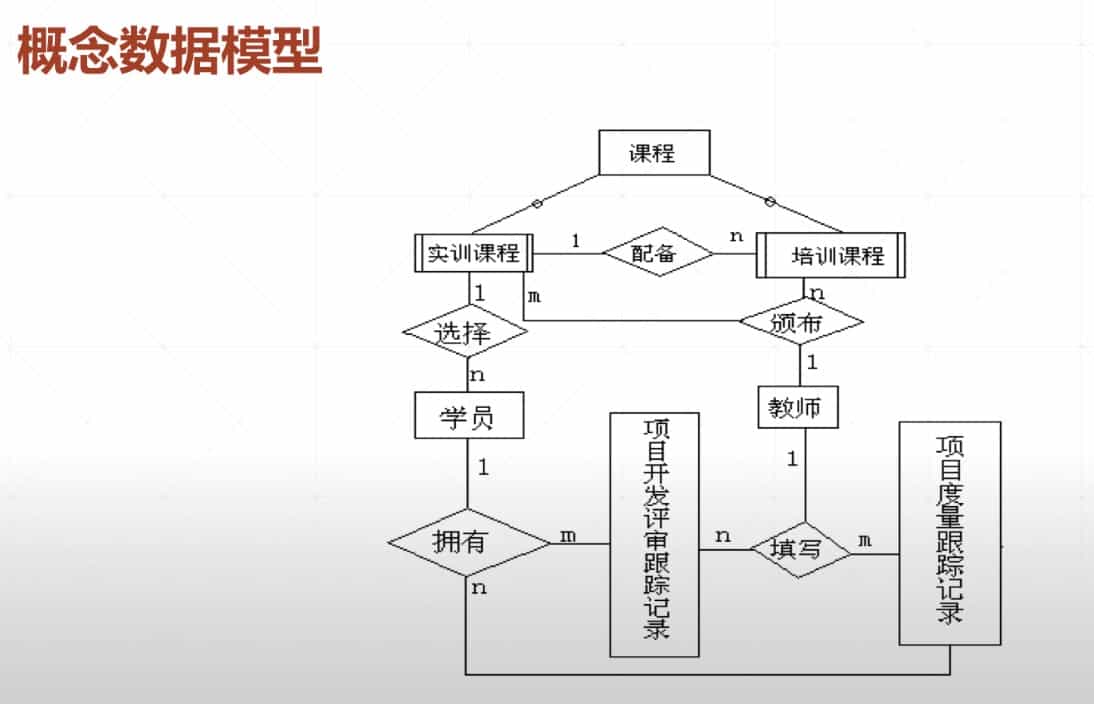 概念数据模型
课程
实训课程
1
配备
n
培训课程
1
m
n
选择
颁布
n
1
学员
教师
1
1
项目开发评审跟踪记录
项目度量跟踪记录
拥有
m
n
填写
m
n